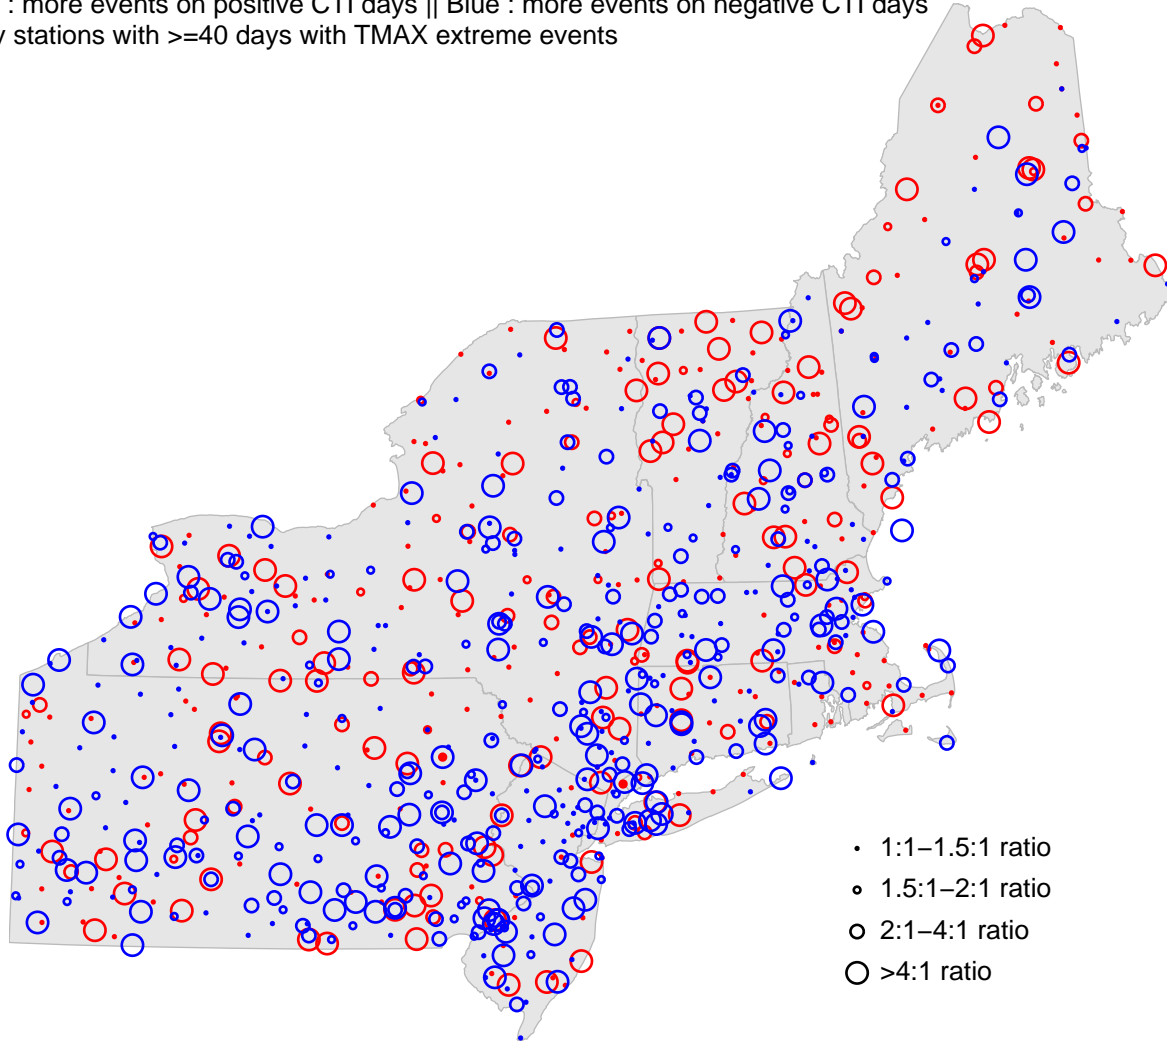 : more events on positive CTI days || Blue : more events on negative CTI days
stations with >=40 days with TMAX extreme events
1:1–1.5:1 ratio
1.5:1–2:1 ratio
2:1–4:1 ratio
>4:1 ratio